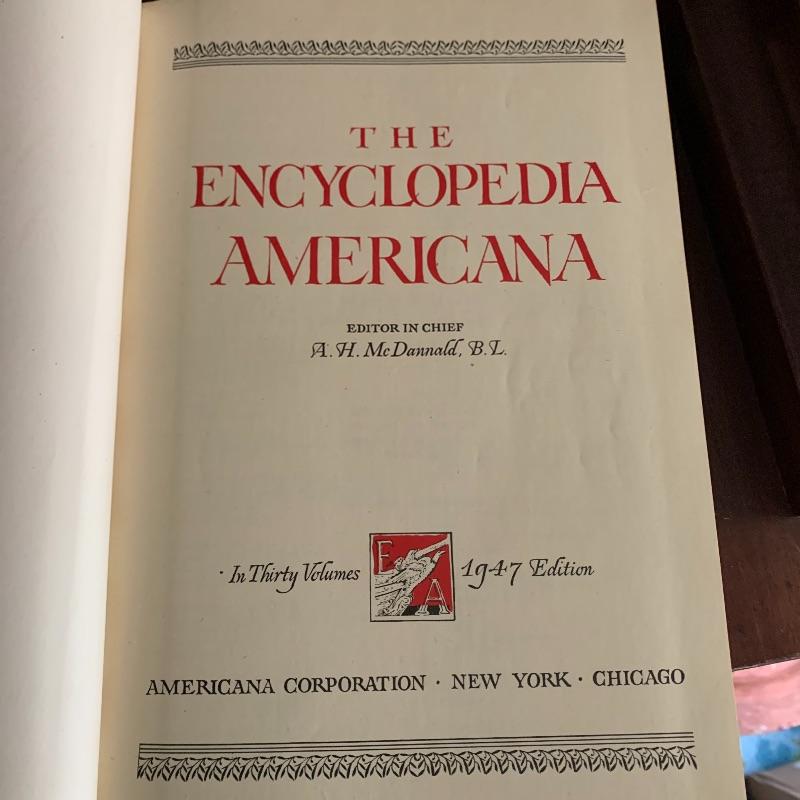 THE
ENCYCLOPEDIA
AMERICANA
EDITOR IN CHIEF
A. H. McDannald, B.L.
In Thirty Volumes E A 1947 Edition
AMERICANA CORPORATION · NEW YORK · CHICAGO